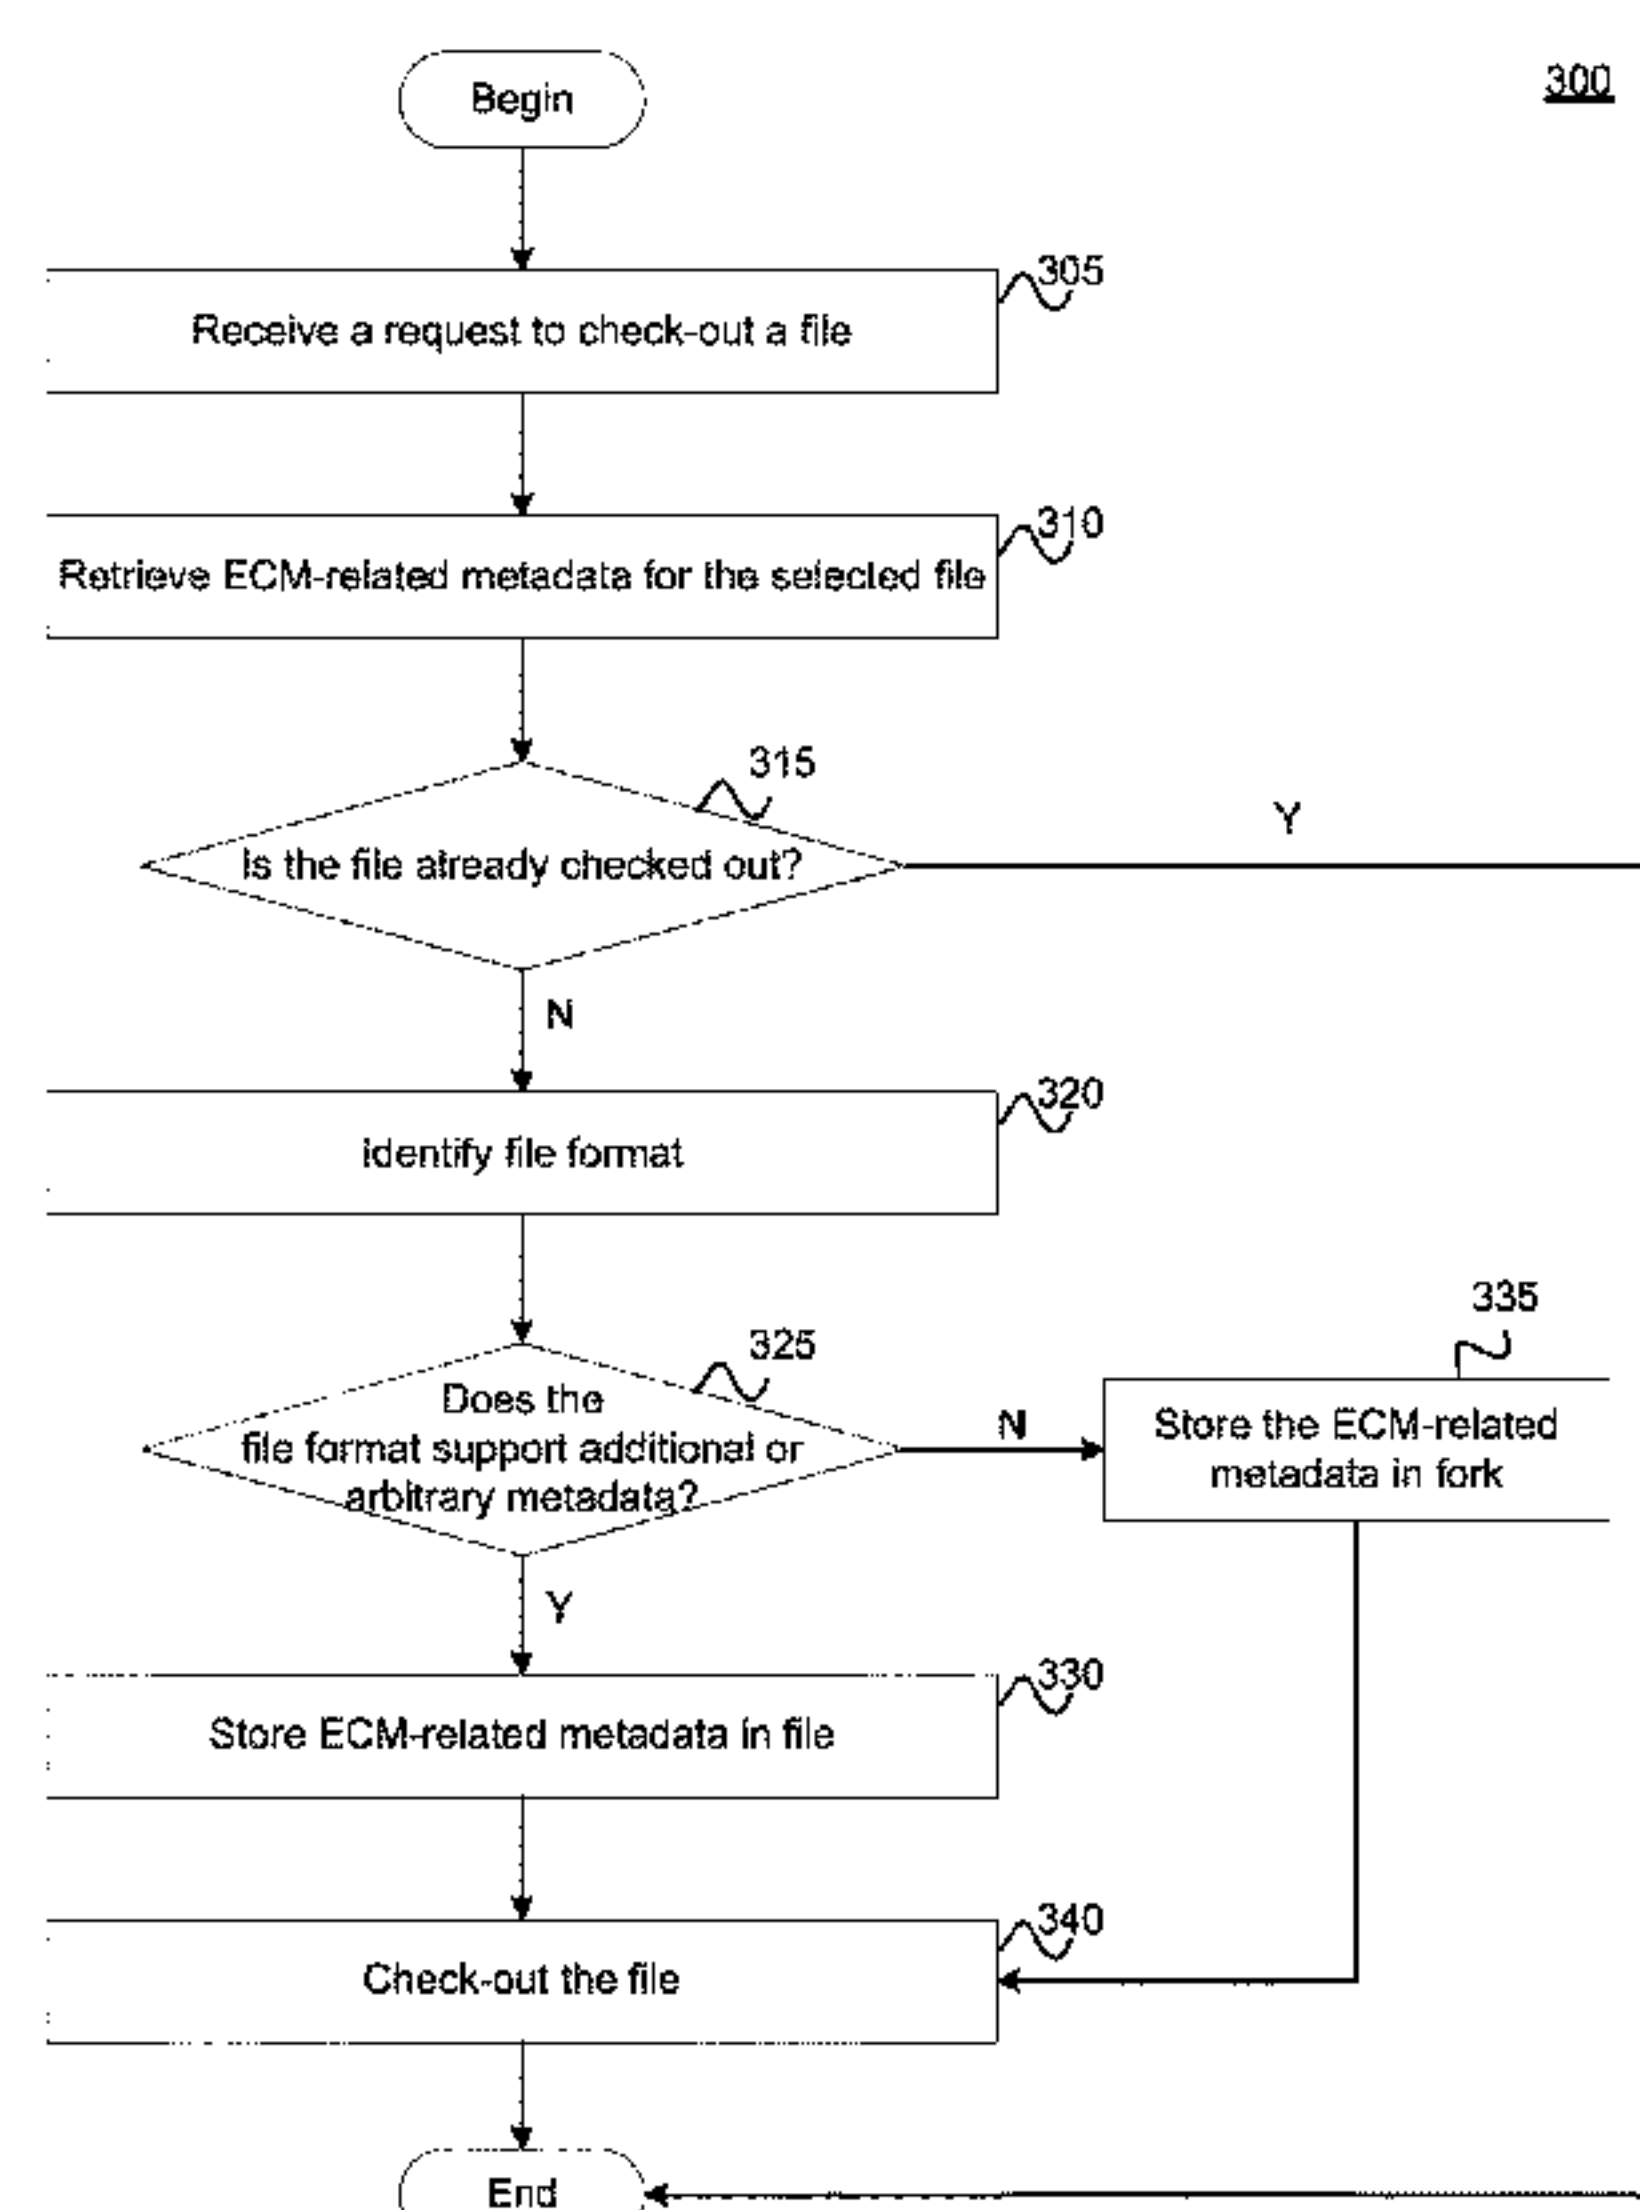 Begin
300
305
Receive a request to check-out a file
310
Retrieve ECM-related metadata for the selected file
315
Y
Is the file already checked out?
N
320
Identify file format
335
325
Does the
file format support additional or
arbitrary metadata?
N
Store the ECM-related
metadata in fork
Y
330
Store ECM-related metadata in file
340
Check-out the file
End